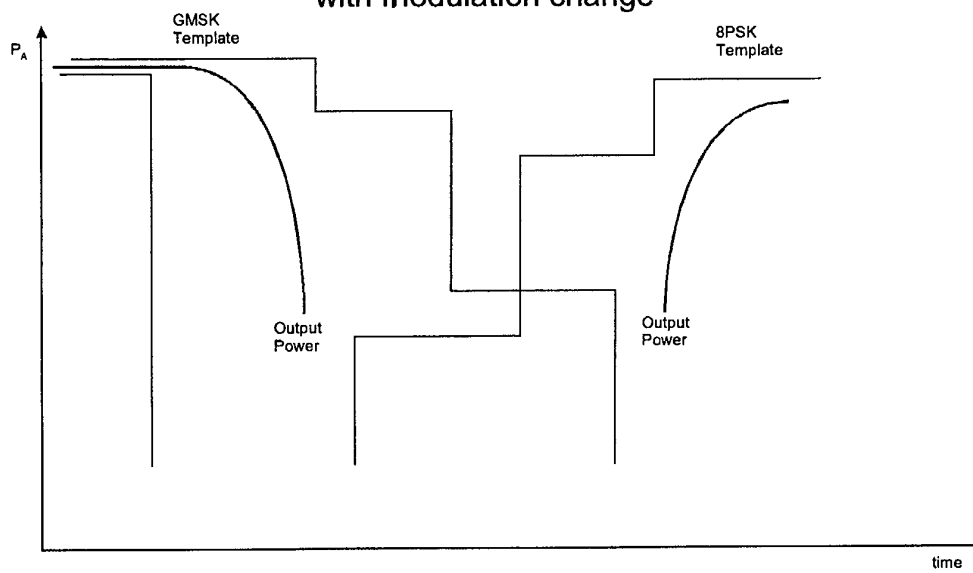 with modulation change
GMSK
Template
8PSK
Template
P_A
Output
Power
Output
Power
time